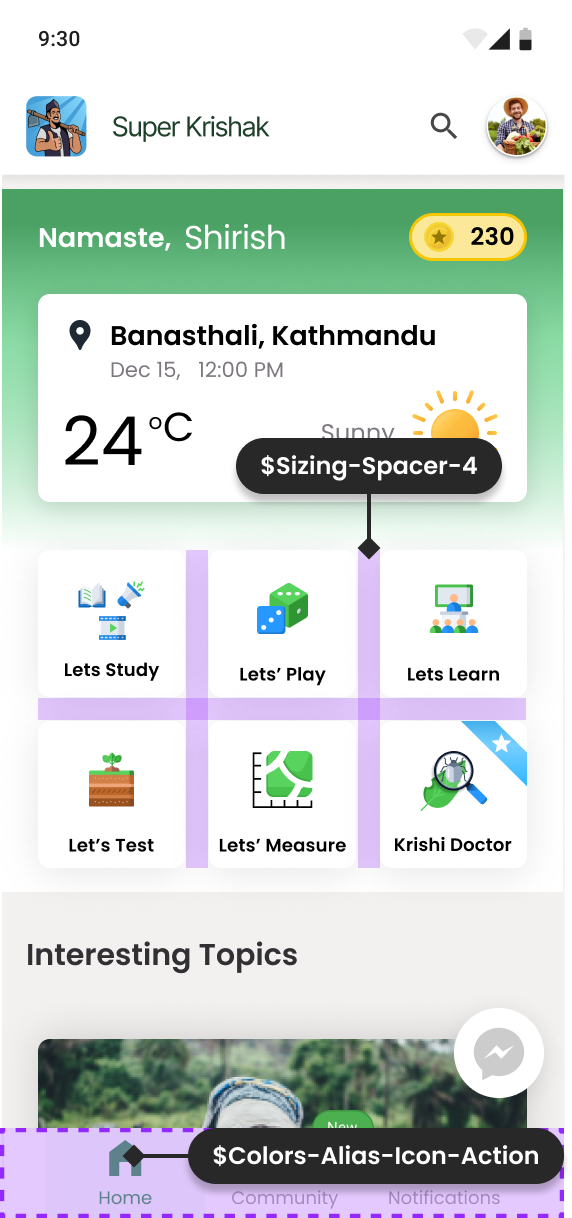 9:30
Super Krishak
Namaste, Shirish
230
Banasthali, Kathmandu
Dec 15, 12:00 PM
24 °C
Sunny
$Sizing-Spacer-4
Lets Study
Lets’ Play
Lets Learn
Let’s Test
Lets’ Measure
Krishi Doctor
Interesting Topics
New
$Colors-Alias-Icon-Action
Home
Community
Notifications